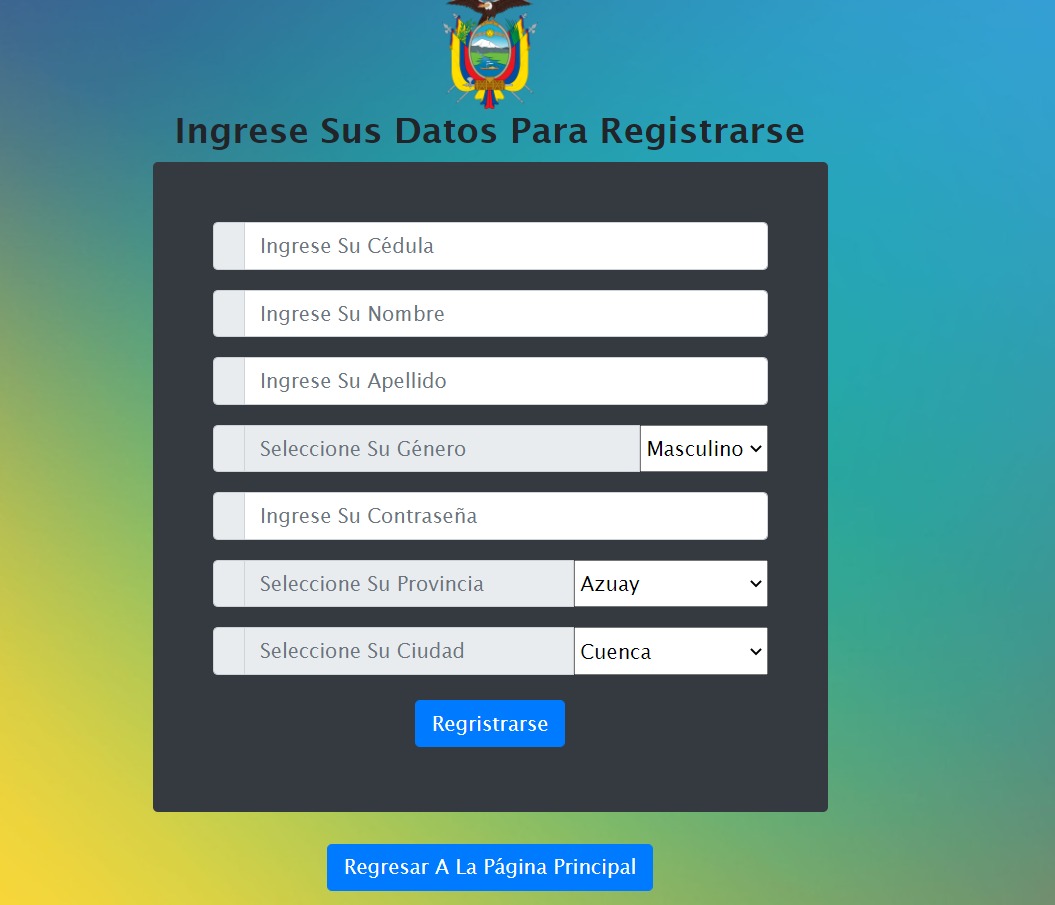 Ingrese Sus Datos Para Registrarse
Ingrese Su Cédula
Ingrese Su Nombre
Ingrese Su Apellido
Seleccione Su Género Masculino
Ingrese Su Contraseña
Seleccione Su Provincia Azuay
Seleccione Su Ciudad Cuenca
Regristrarse
Regresar A La Página Principal